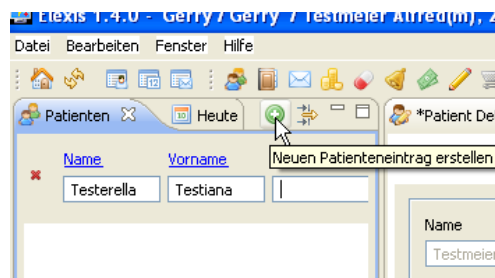 Elexis 1.4.0 - Gerry / Gerry / Testmeier Alfred(m), 2
Datei Bearbeiten Fenster Hilfe
Patienten Heute *Patient De
Neuen Patienteneintrag erstellen
Name Vorname
Testerella Testiana
Name
Testmeier